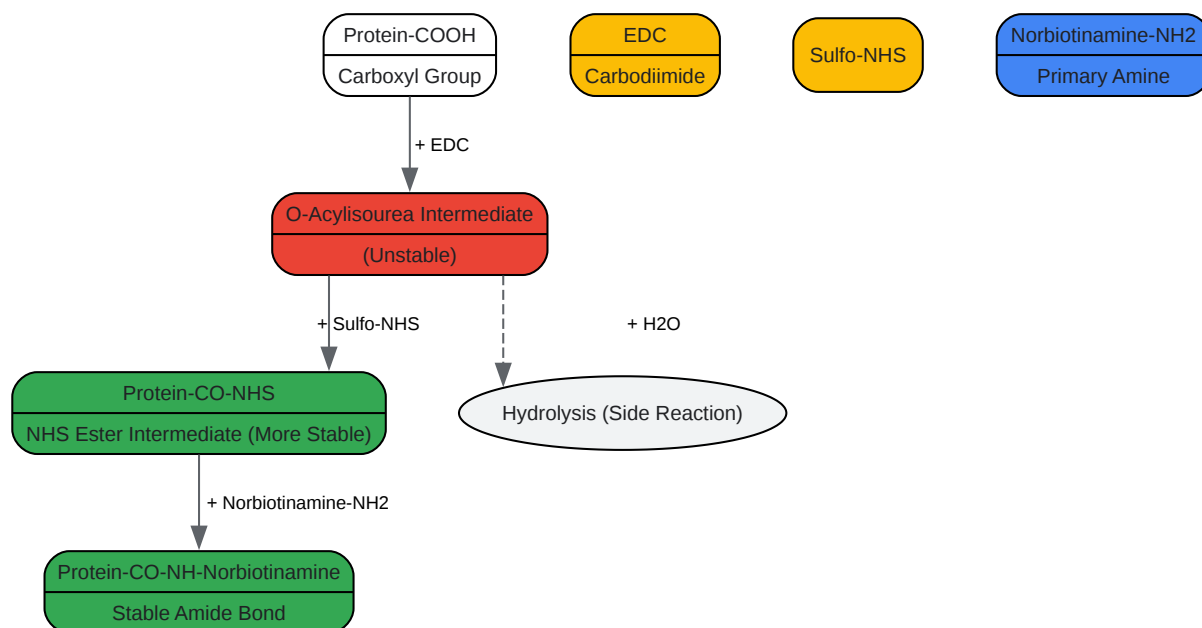 Protein-COOH
Carboxyl Group
EDC
Carbodiimide
Sulfo-NHS
Norbiotinamine-NH2
Primary Amine
+ EDC
O-Acylisourea Intermediate
(Unstable)
+ Sulfo-NHS
+ H2O
Protein-CO-NHS
NHS Ester Intermediate (More Stable)
Hydrolysis (Side Reaction)
+ Norbiotinamine-NH2
Protein-CO-NH-Norbiotinamine
Stable Amide Bond